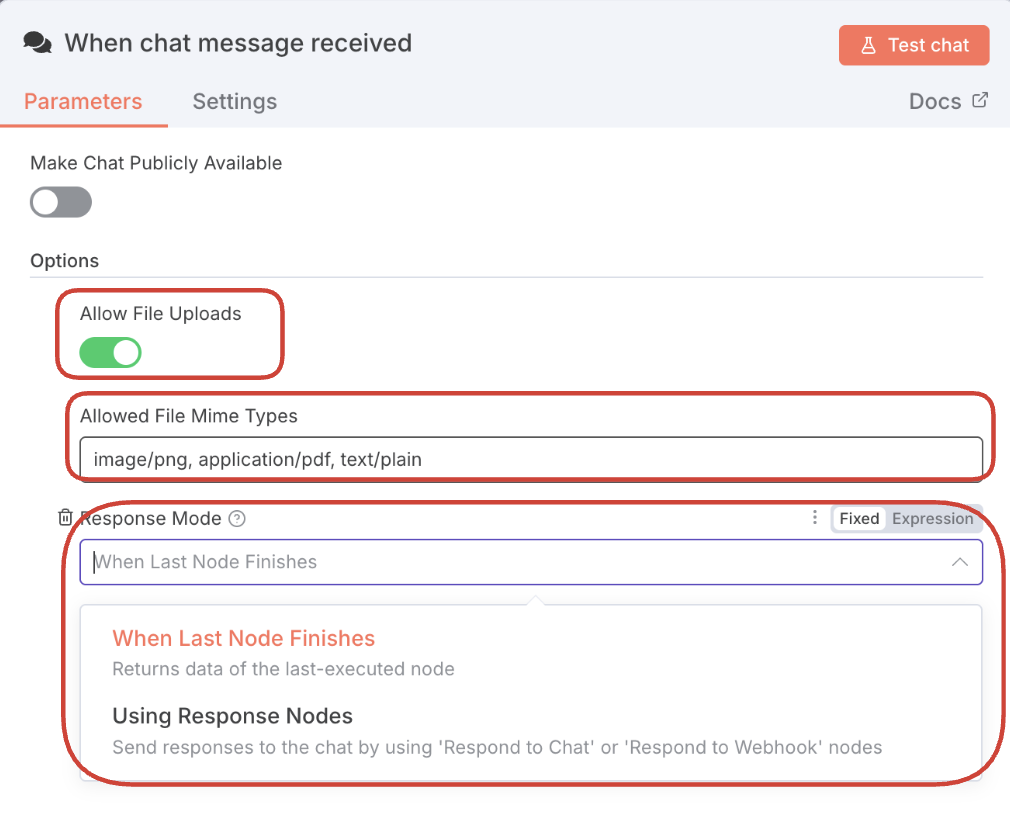 When chat message received
Test chat
Parameters
Settings
Docs
Make Chat Publicly Available
Options
Allow File Uploads
Allowed File Mime Types
image/png, application/pdf, text/plain
Response Mode
Fixed
Expression
When Last Node Finishes
When Last Node Finishes
Returns data of the last-executed node
Using Response Nodes
Send responses to the chat by using 'Respond to Chat' or 'Respond to Webhook' nodes